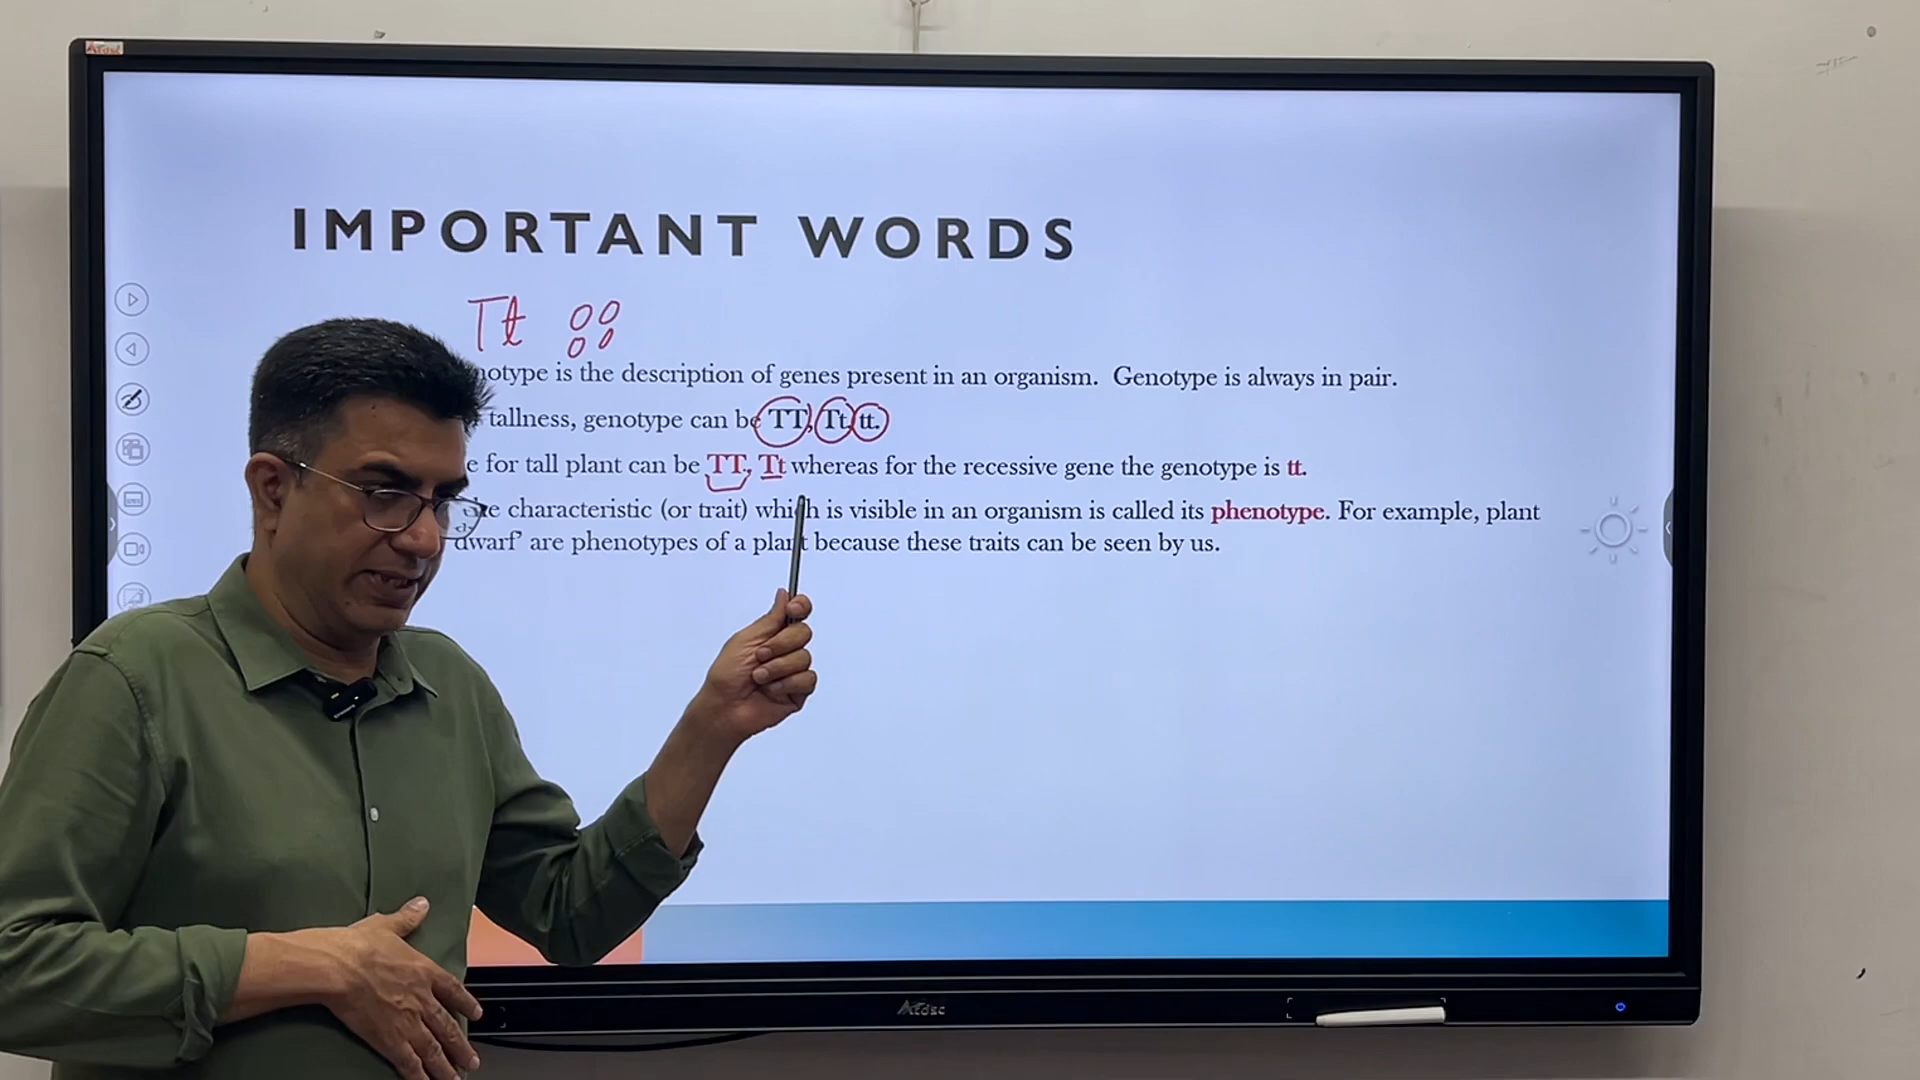 Atdsc
IMPORTANT WORDS
Tt
notype is the description of genes present in an organism. Genotype is always in pair.
tallness, genotype can be TT, Tt, tt.
e for tall plant can be TT, Tt whereas for the recessive gene the genotype is tt.
characteristic (or trait) which is visible in an organism is called its phenotype. For example, plant
dwarf' are phenotypes of a plant because these traits can be seen by us.
Atdsc